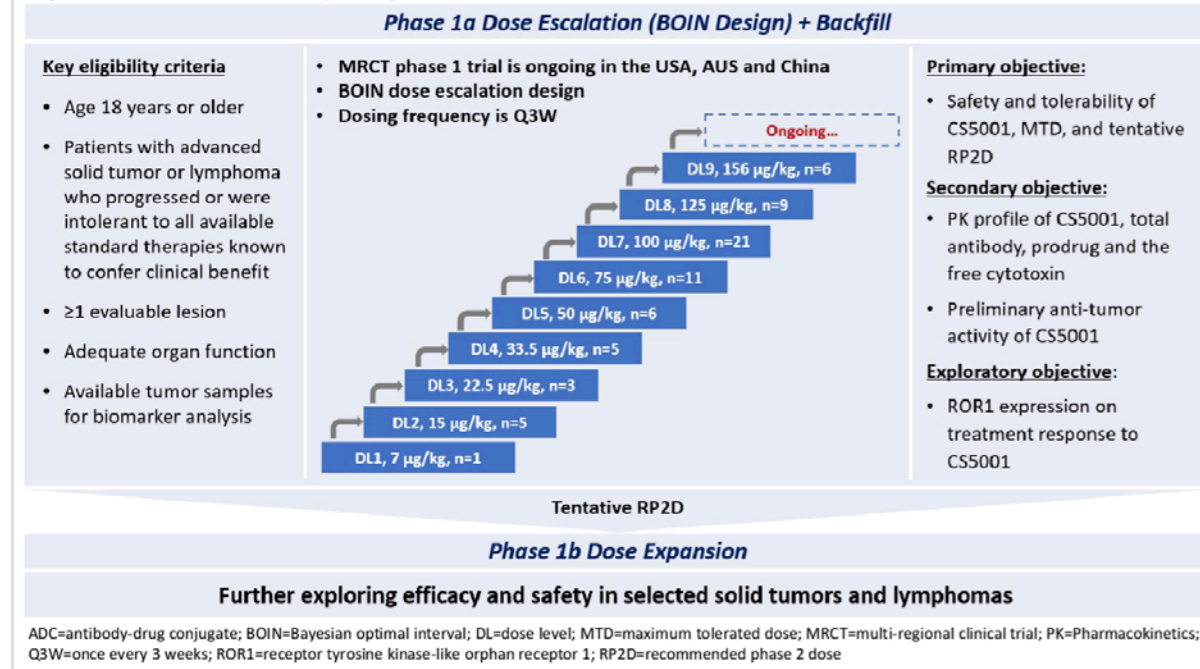 Phase 1a Dose Escalation (BOIN Design) + Backfill
Key eligibility criteria
• Age 18 years or older
• Patients with advanced
solid tumor or lymphoma
who progressed or were
intolerant to all available
standard therapies known
to confer clinical benefit
• ≥1 evaluable lesion
• Adequate organ function
• Available tumor samples
for biomarker analysis
• MRCT phase 1 trial is ongoing in the USA, AUS and China
• BOIN dose escalation design
• Dosing frequency is Q3W
Ongoing...
DL9, 156 µg/kg, n=6
DL8, 125 µg/kg, n=9
DL7, 100 µg/kg, n=21
DL6, 75 µg/kg, n=11
DL5, 50 µg/kg, n=6
DL4, 33.5 µg/kg, n=5
DL3, 22.5 µg/kg, n=3
DL2, 15 µg/kg, n=5
DL1, 7 µg/kg, n=1
Primary objective:
• Safety and tolerability of
CS5001, MTD, and tentative
RP2D
Secondary objective:
• PK profile of CS5001, total
antibody, prodrug and the
free cytotoxin
• Preliminary anti-tumor
activity of CS5001
Exploratory objective:
• ROR1 expression on
treatment response to
CS5001
Tentative RP2D
Phase 1b Dose Expansion
Further exploring efficacy and safety in selected solid tumors and lymphomas
ADC=antibody-drug conjugate; BOIN=Bayesian optimal interval; DL=dose level; MTD=maximum tolerated dose; MRCT=multi-regional clinical trial; PK=Pharmacokinetics;
Q3W=once every 3 weeks; ROR1=receptor tyrosine kinase-like orphan receptor 1; RP2D=recommended phase 2 dose